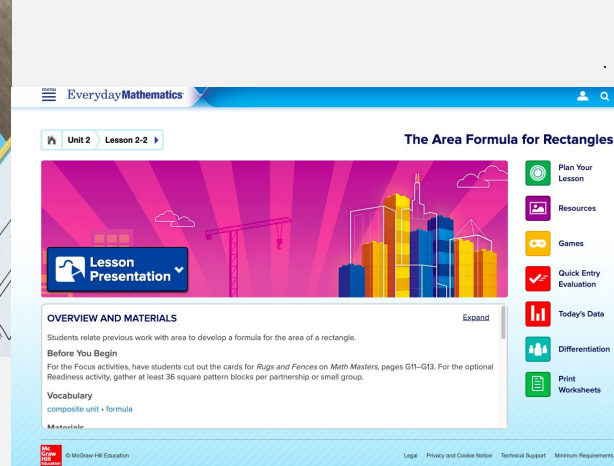 menu
EverydayMathematics
Unit 2 Lesson 2-2
The Area Formula for Rectangles
Lesson
Presentation
Plan Your
Lesson
Resources
Games
Quick Entry
Evaluation
Today's Data
Differentiation
Print
Worksheets
OVERVIEW AND MATERIALS
Expand
Students relate previous work with area to develop a formula for the area of a rectangle.
Before You Begin
For the Focus activities, have students cut out the cards for Rugs and Fences on Math Masters, pages G11–G13. For the optional
Readiness activity, gather at least 36 square pattern blocks per partnership or small group.
Vocabulary
composite unit • formula
Materials
Mc
Graw
Hill
Education
© McGraw-Hill Education
Legal Privacy and Cookie Notice Technical Support Minimum Requirements